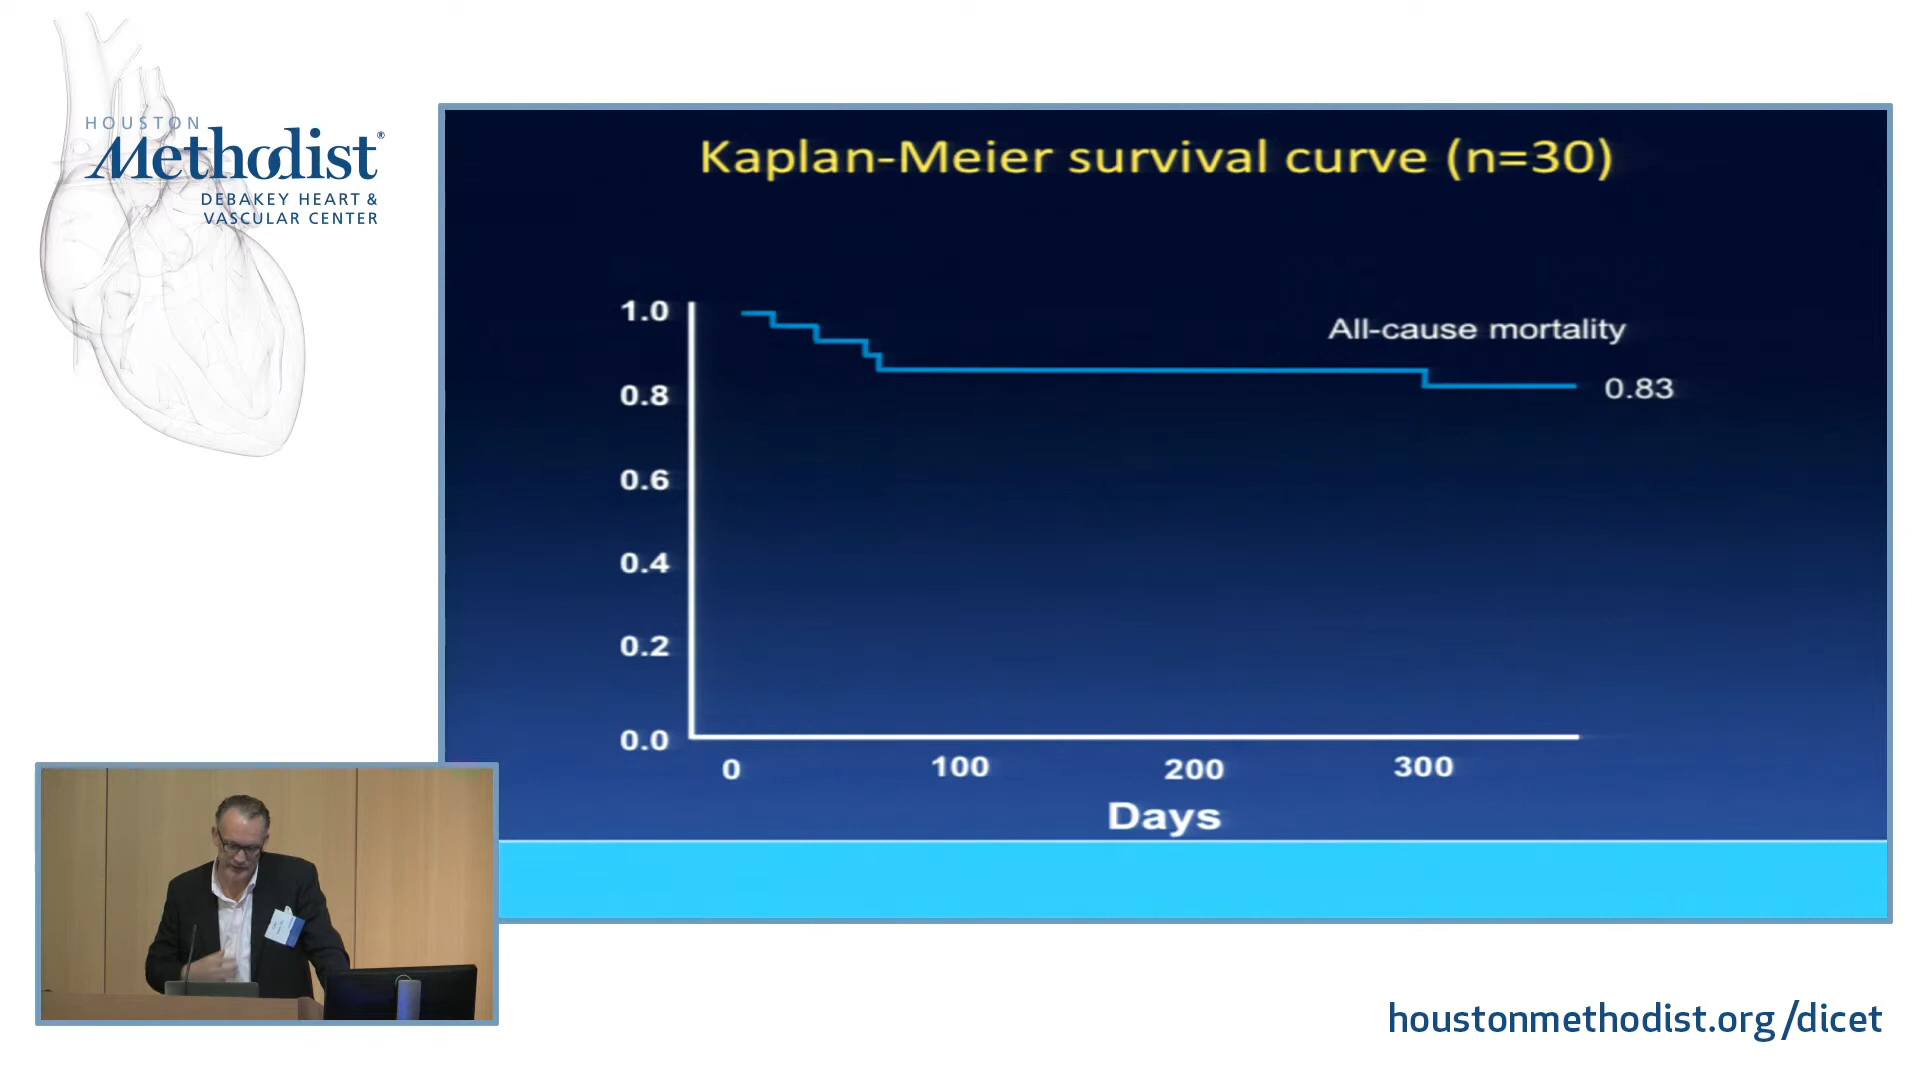 HOUSTON
Methodist®
DEBAKEY HEART &
VASCULAR CENTER
Kaplan-Meier survival curve (n=30)
1.0
0.8
0.6
0.4
0.2
0.0
All-cause mortality
0.83
0 100 200 300
Days
houstonmethodist.org/dicet